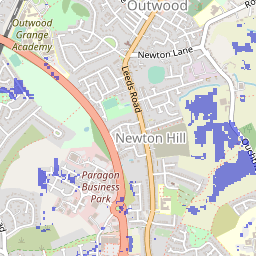 Outwood
Newton Lane
Outwood
Grange
Academy
Leeds Road
Newton Hill
Paragon
Business
Park